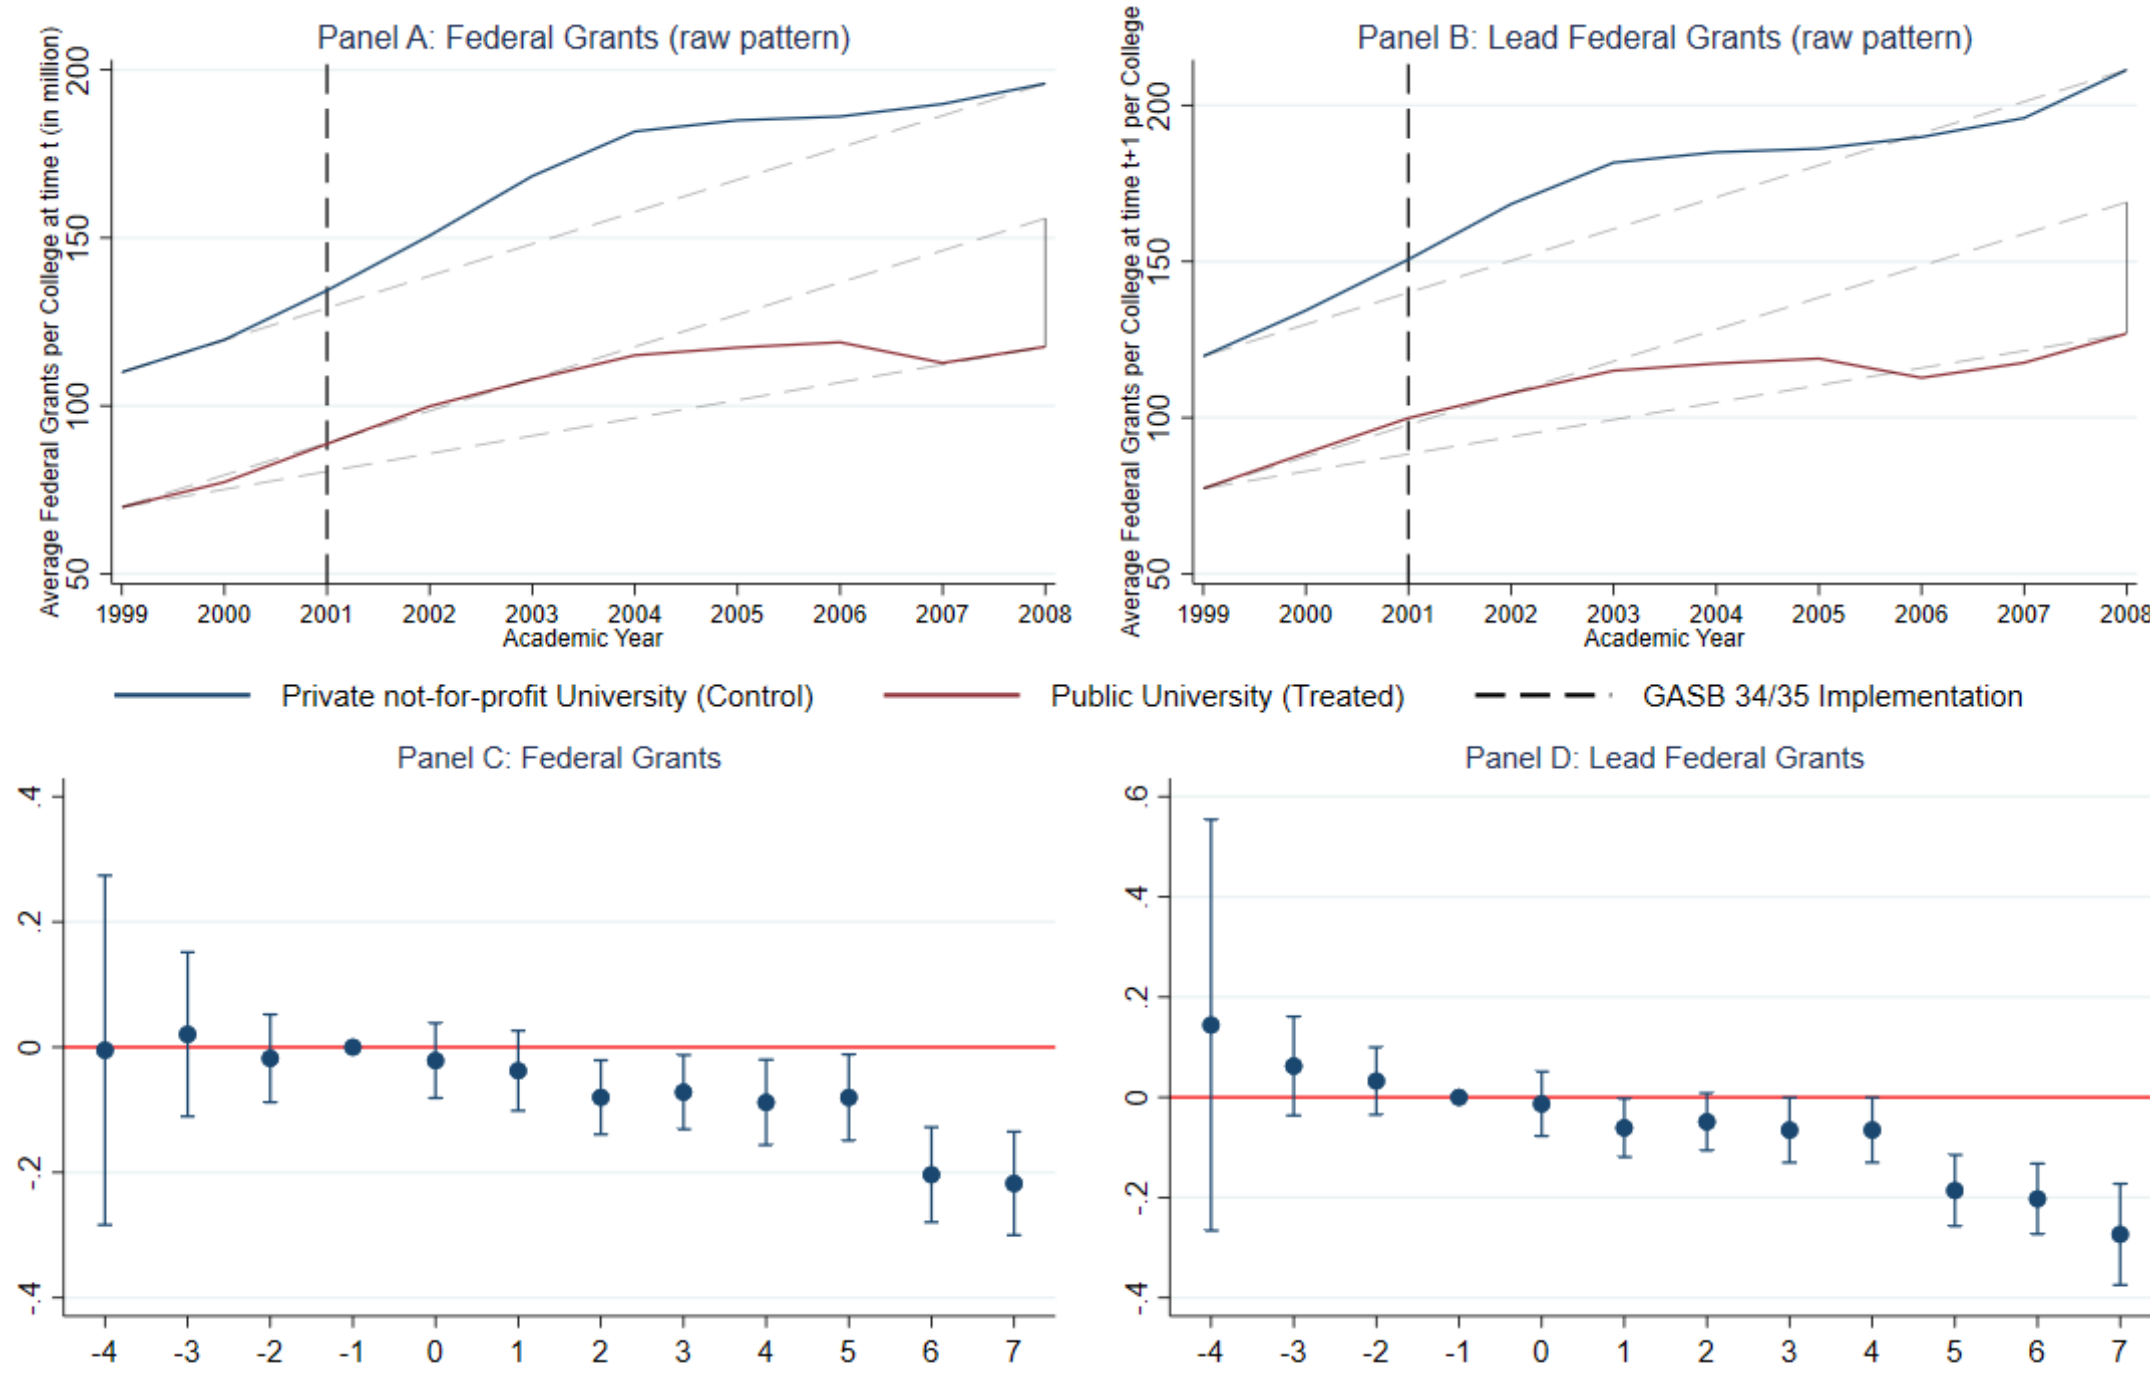 Panel A: Federal Grants (raw pattern)
Average Federal Grants per College at time t (in million)
200
150
100
50
1999 2000 2001 2002 2003 2004 2005 2006 2007 2008
Academic Year
Panel B: Lead Federal Grants (raw pattern)
Average Federal Grants per College at time t+1 per College
200
150
100
50
1999 2000 2001 2002 2003 2004 2005 2006 2007 2008
Academic Year
Private not-for-profit University (Control) Public University (Treated) GASB 34/35 Implementation
Panel C: Federal Grants
.4
.2
0
-.2
-.4
-4 -3 -2 -1 0 1 2 3 4 5 6 7
Panel D: Lead Federal Grants
.6
.4
.2
0
-.2
-.4
-4 -3 -2 -1 0 1 2 3 4 5 6 7